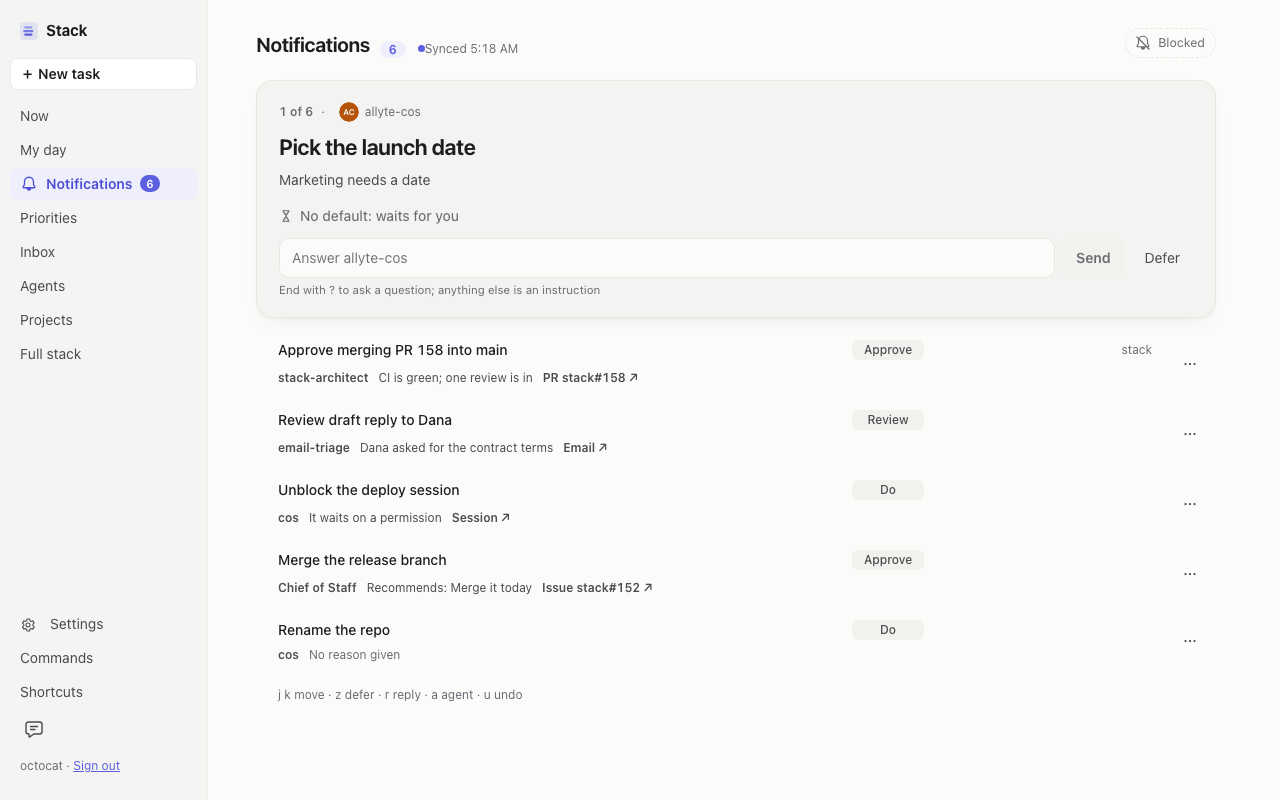 Stack
+ New task
Now
My day
Notifications 6
Priorities
Inbox
Agents
Projects
Full stack
Settings
Commands
Shortcuts
octocat · Sign out
Notifications 6 Synced 5:18 AM Blocked
1 of 6 · AC allyte-cos
Pick the launch date
Marketing needs a date
No default: waits for you
Answer allyte-cos Send Defer
End with ? to ask a question; anything else is an instruction
Approve merging PR 158 into main Approve stack
stack-architect CI is green; one review is in PR stack#158 ↗ ...
Review draft reply to Dana Review
email-triage Dana asked for the contract terms Email ↗ ...
Unblock the deploy session Do
cos It waits on a permission Session ↗ ...
Merge the release branch Approve
Chief of Staff Recommends: Merge it today Issue stack#152 ↗ ...
Rename the repo Do
cos No reason given ...
j k move · z defer · r reply · a agent · u undo